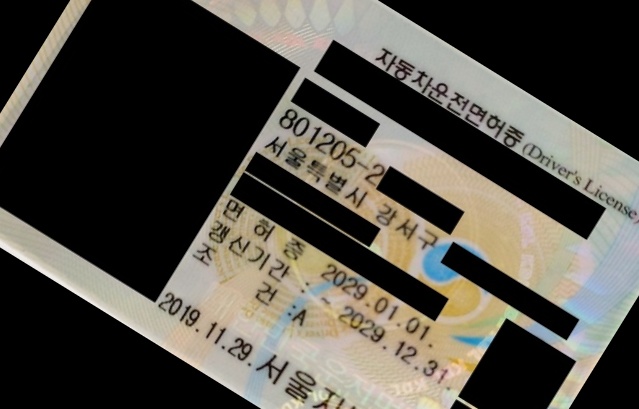 자동차운전면허증 (Driver's License)
801205-2
서울특별시 강서구
면 허 증 2029.01.01.
갱신기간 : ~ 2029.12.31.
조 건 :A
2019.11.29. 서울